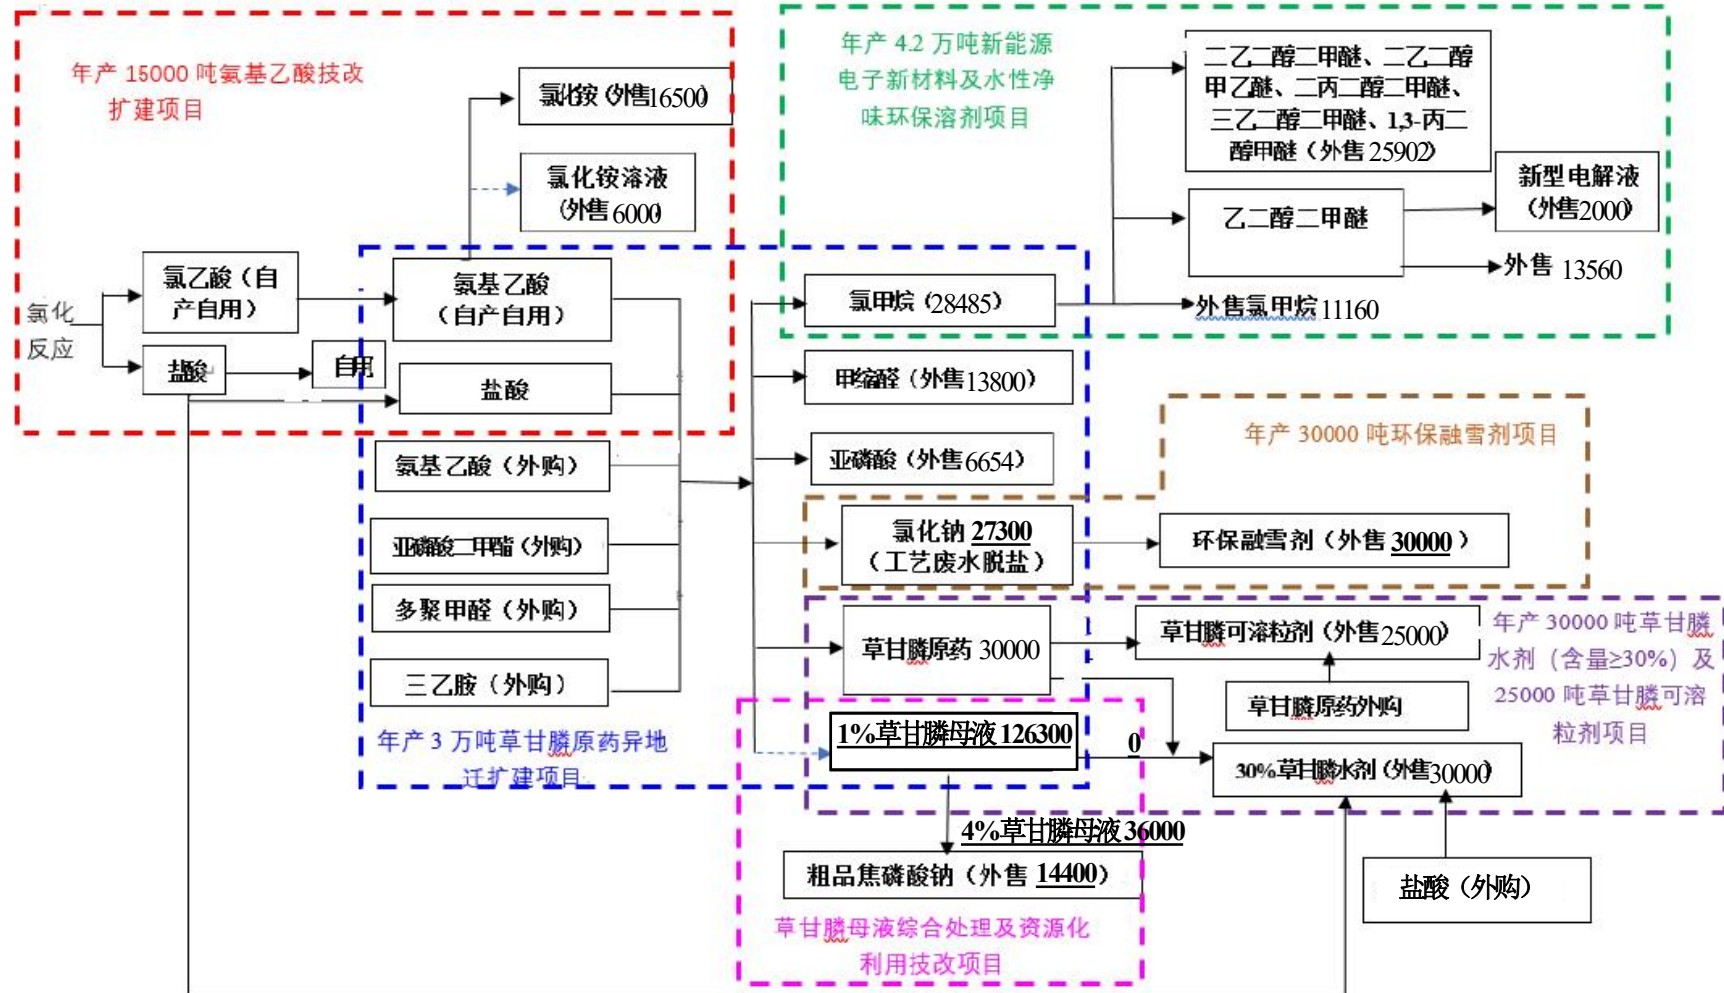 年产 15000 吨氨基乙酸技改
扩建项目
氯化铵（外售16500）
氯化铵溶液
（外售 6000）
氯化
反应
氯乙酸（自
产自用）
盐酸
自用
氨基乙酸
（自产自用）
盐酸
氨基乙酸（外购）
亚磷酸二甲酯（外购）
多聚甲醛（外购）
三乙胺（外购）
年产 3 万吨草甘膦原药异地
迁扩建项目
年产 4.2 万吨新能源
电子新材料及水性净
味环保溶剂项目
二乙二醇二甲醚、二乙二醇
甲乙醚、二丙二醇二甲醚、
三乙二醇二甲醚、1,3-丙二
醇甲醚（外售 25902）
乙二醇二甲醚
新型电解液
（外售2000）
外售 13560
氯甲烷（28485）
外售氯甲烷 11160
甲缩醛（外售13800）
亚磷酸（外售6654）
年产 30000 吨环保融雪剂项目
氯化钠 27300
（工艺废水脱盐）
环保融雪剂（外售 30000 ）
草甘膦原药 30000
草甘膦可溶粒剂（外售25000）
草甘膦原药外购
年产 30000 吨草甘膦
水剂（含量≥30%）及
25000 吨草甘膦可溶
粒剂项目
1%草甘膦母液 126300
0
30%草甘膦水剂（外售30000）
4%草甘膦母液 36000
粗品焦磷酸钠（外售 14400）
盐酸（外购）
草甘膦母液综合处理及资源化
利用技改项目